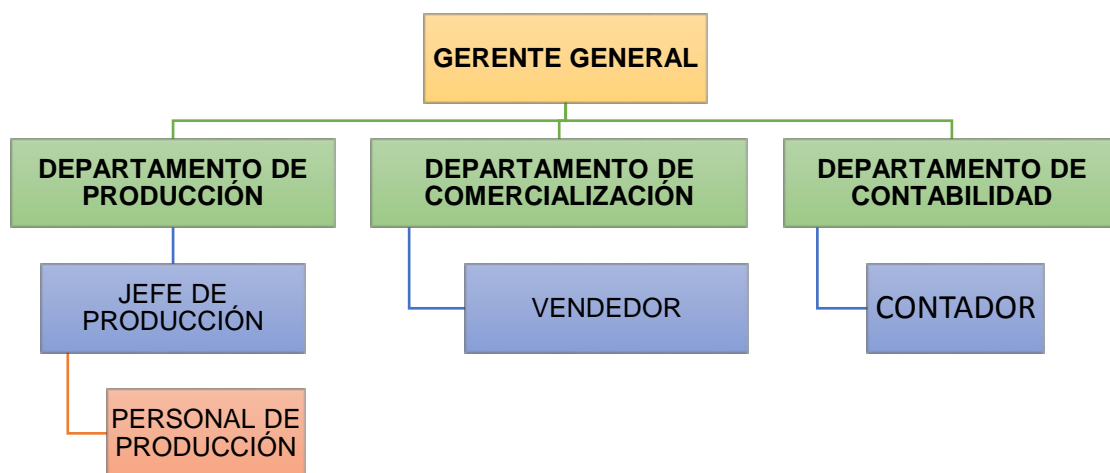 GERENTE GENERAL
DEPARTAMENTO DE
PRODUCCIÓN
DEPARTAMENTO DE
COMERCIALIZACIÓN
DEPARTAMENTO DE
CONTABILIDAD
JEFE DE
PRODUCCIÓN
VENDEDOR
CONTADOR
PERSONAL DE
PRODUCCIÓN